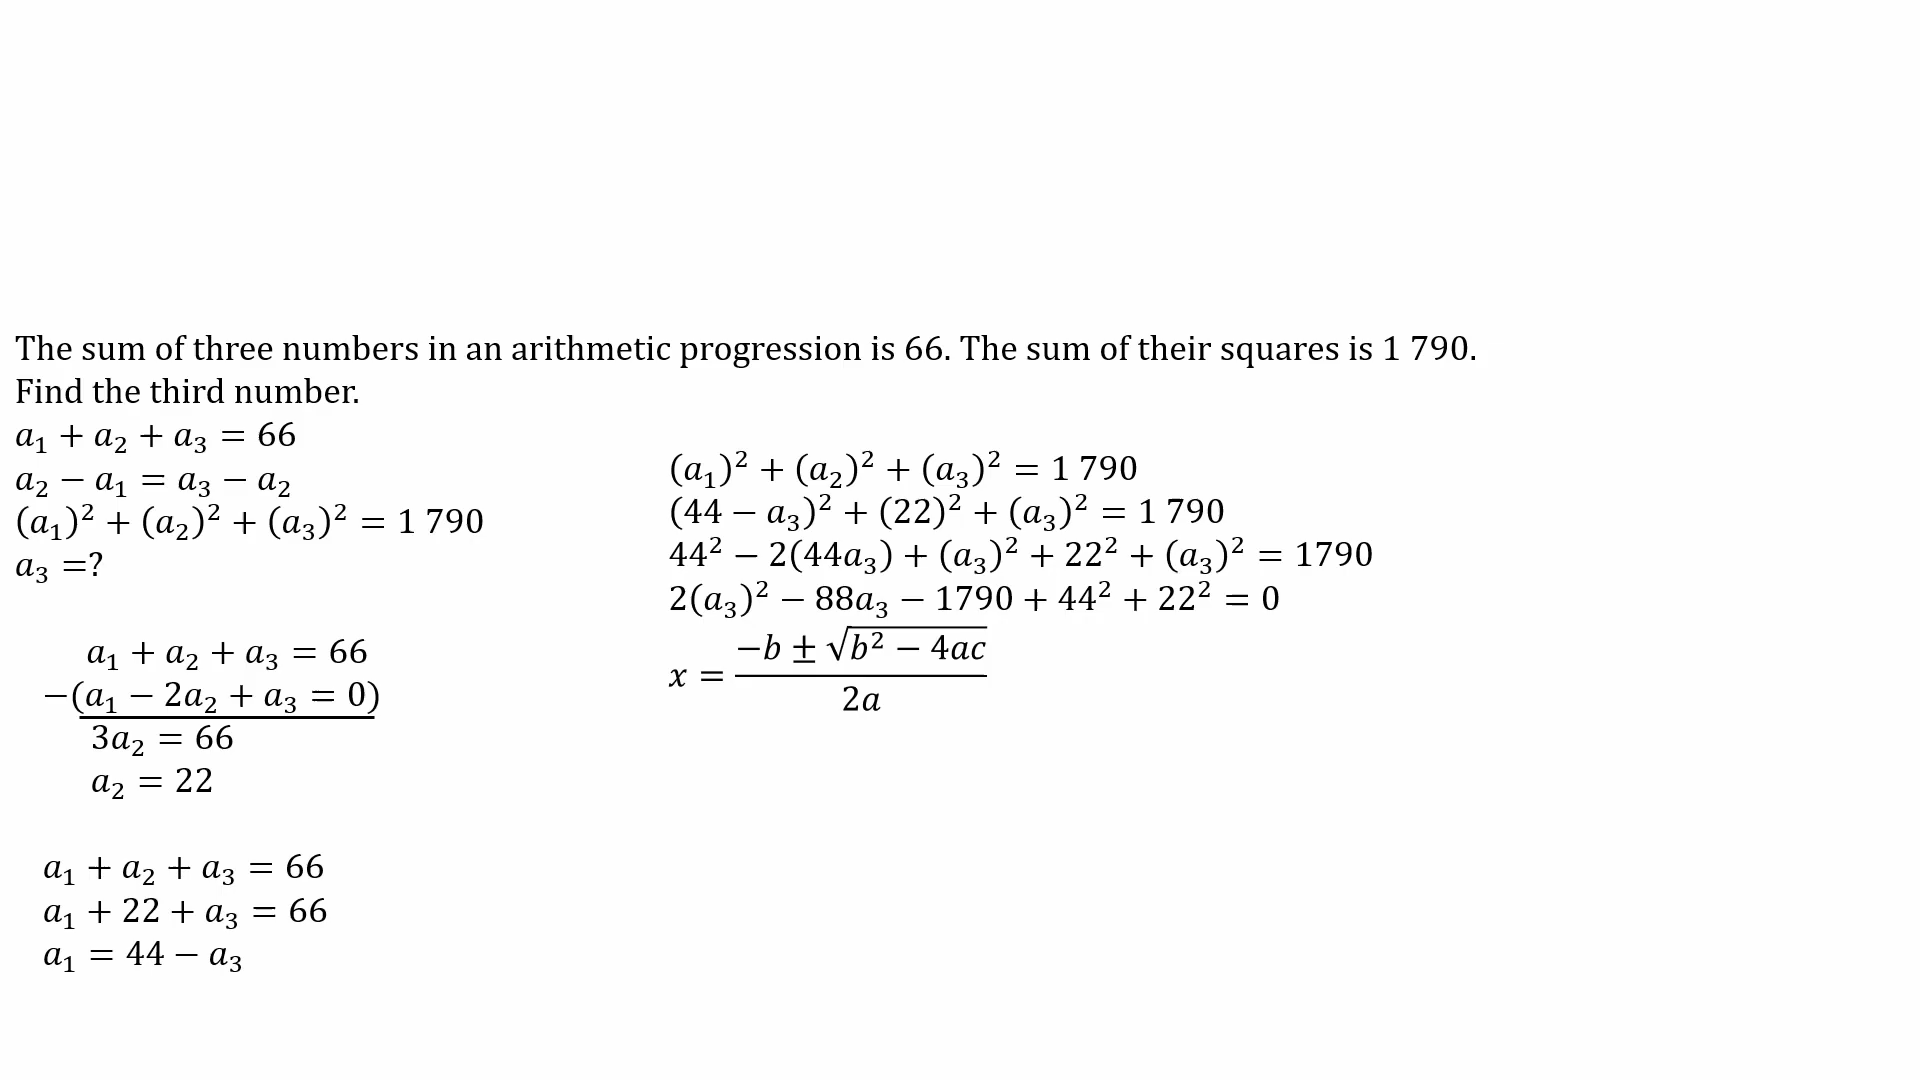 The sum of three numbers in an arithmetic progression is 66. The sum of their squares is 1 790.
Find the third number.
a₁ + a₂ + a₃ = 66
a₂ − a₁ = a₃ − a₂
(a₁)² + (a₂)² + (a₃)² = 1 790
a₃ =?
a₁ + a₂ + a₃ = 66
−(a₁ − 2a₂ + a₃ = 0)
3a₂ = 66
a₂ = 22
a₁ + a₂ + a₃ = 66
a₁ + 22 + a₃ = 66
a₁ = 44 − a₃
(a₁)² + (a₂)² + (a₃)² = 1 790
(44 − a₃)² + (22)² + (a₃)² = 1 790
44² − 2(44a₃) + (a₃)² + 22² + (a₃)² = 1790
2(a₃)² − 88a₃ − 1790 + 44² + 22² = 0
x = (−b ± √(b² − 4ac)) / 2a